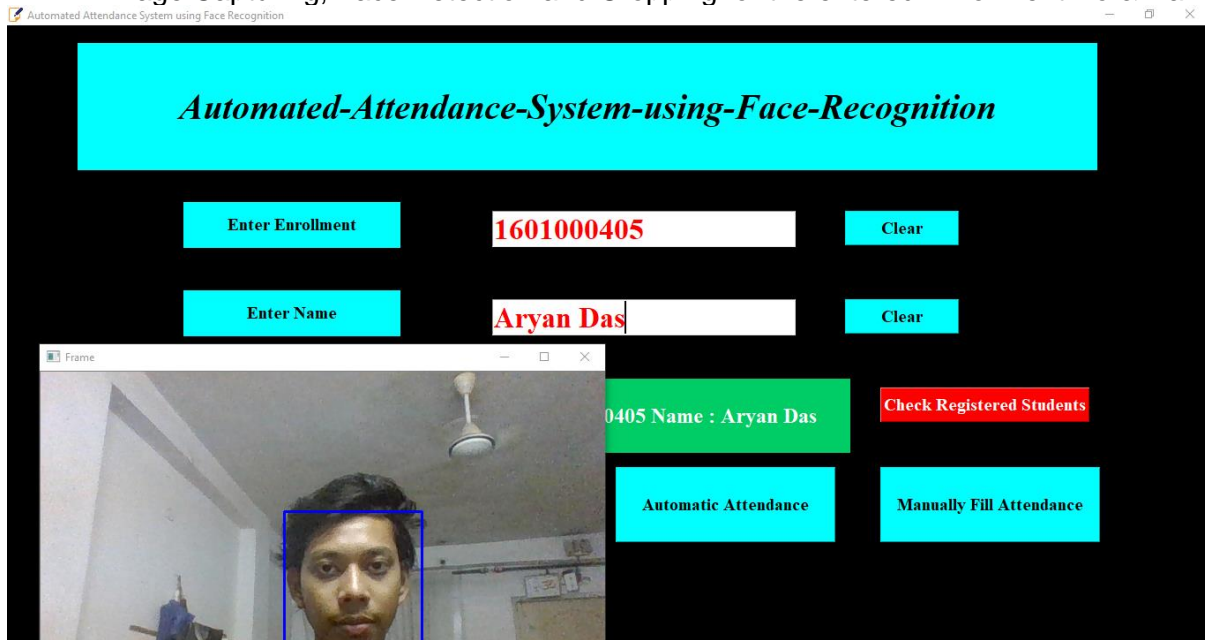 Automated Attendance System using Face Recognition
Automated-Attendance-System-using-Face-Recognition
Enter Enrollment 1601000405 Clear
Enter Name Aryan Das Clear
Frame
0405 Name : Aryan Das Check Registered Students
Automatic Attendance Manually Fill Attendance